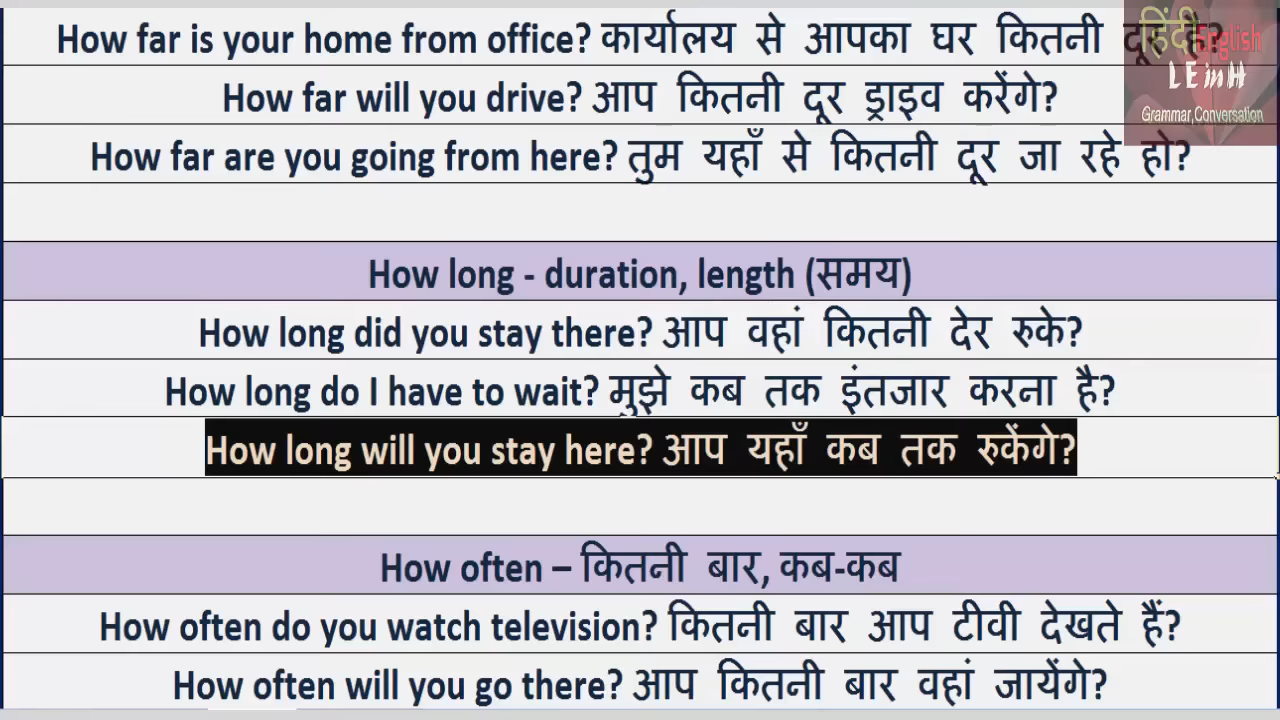 How far is your home from office? कार्यालय से आपका घर कितनी दूर है?
हिंदी English
L E in H
Grammar,Conversation
How far will you drive? आप कितनी दूर ड्राइव करेंगे?
How far are you going from here? तुम यहाँ से कितनी दूर जा रहे हो?
How long - duration, length (समय)
How long did you stay there? आप वहां कितनी देर रुके?
How long do I have to wait? मुझे कब तक इंतजार करना है?
How long will you stay here? आप यहाँ कब तक रुकेंगे?
How often – कितनी बार, कब-कब
How often do you watch television? कितनी बार आप टीवी देखते हैं?
How often will you go there? आप कितनी बार वहां जायेंगे?